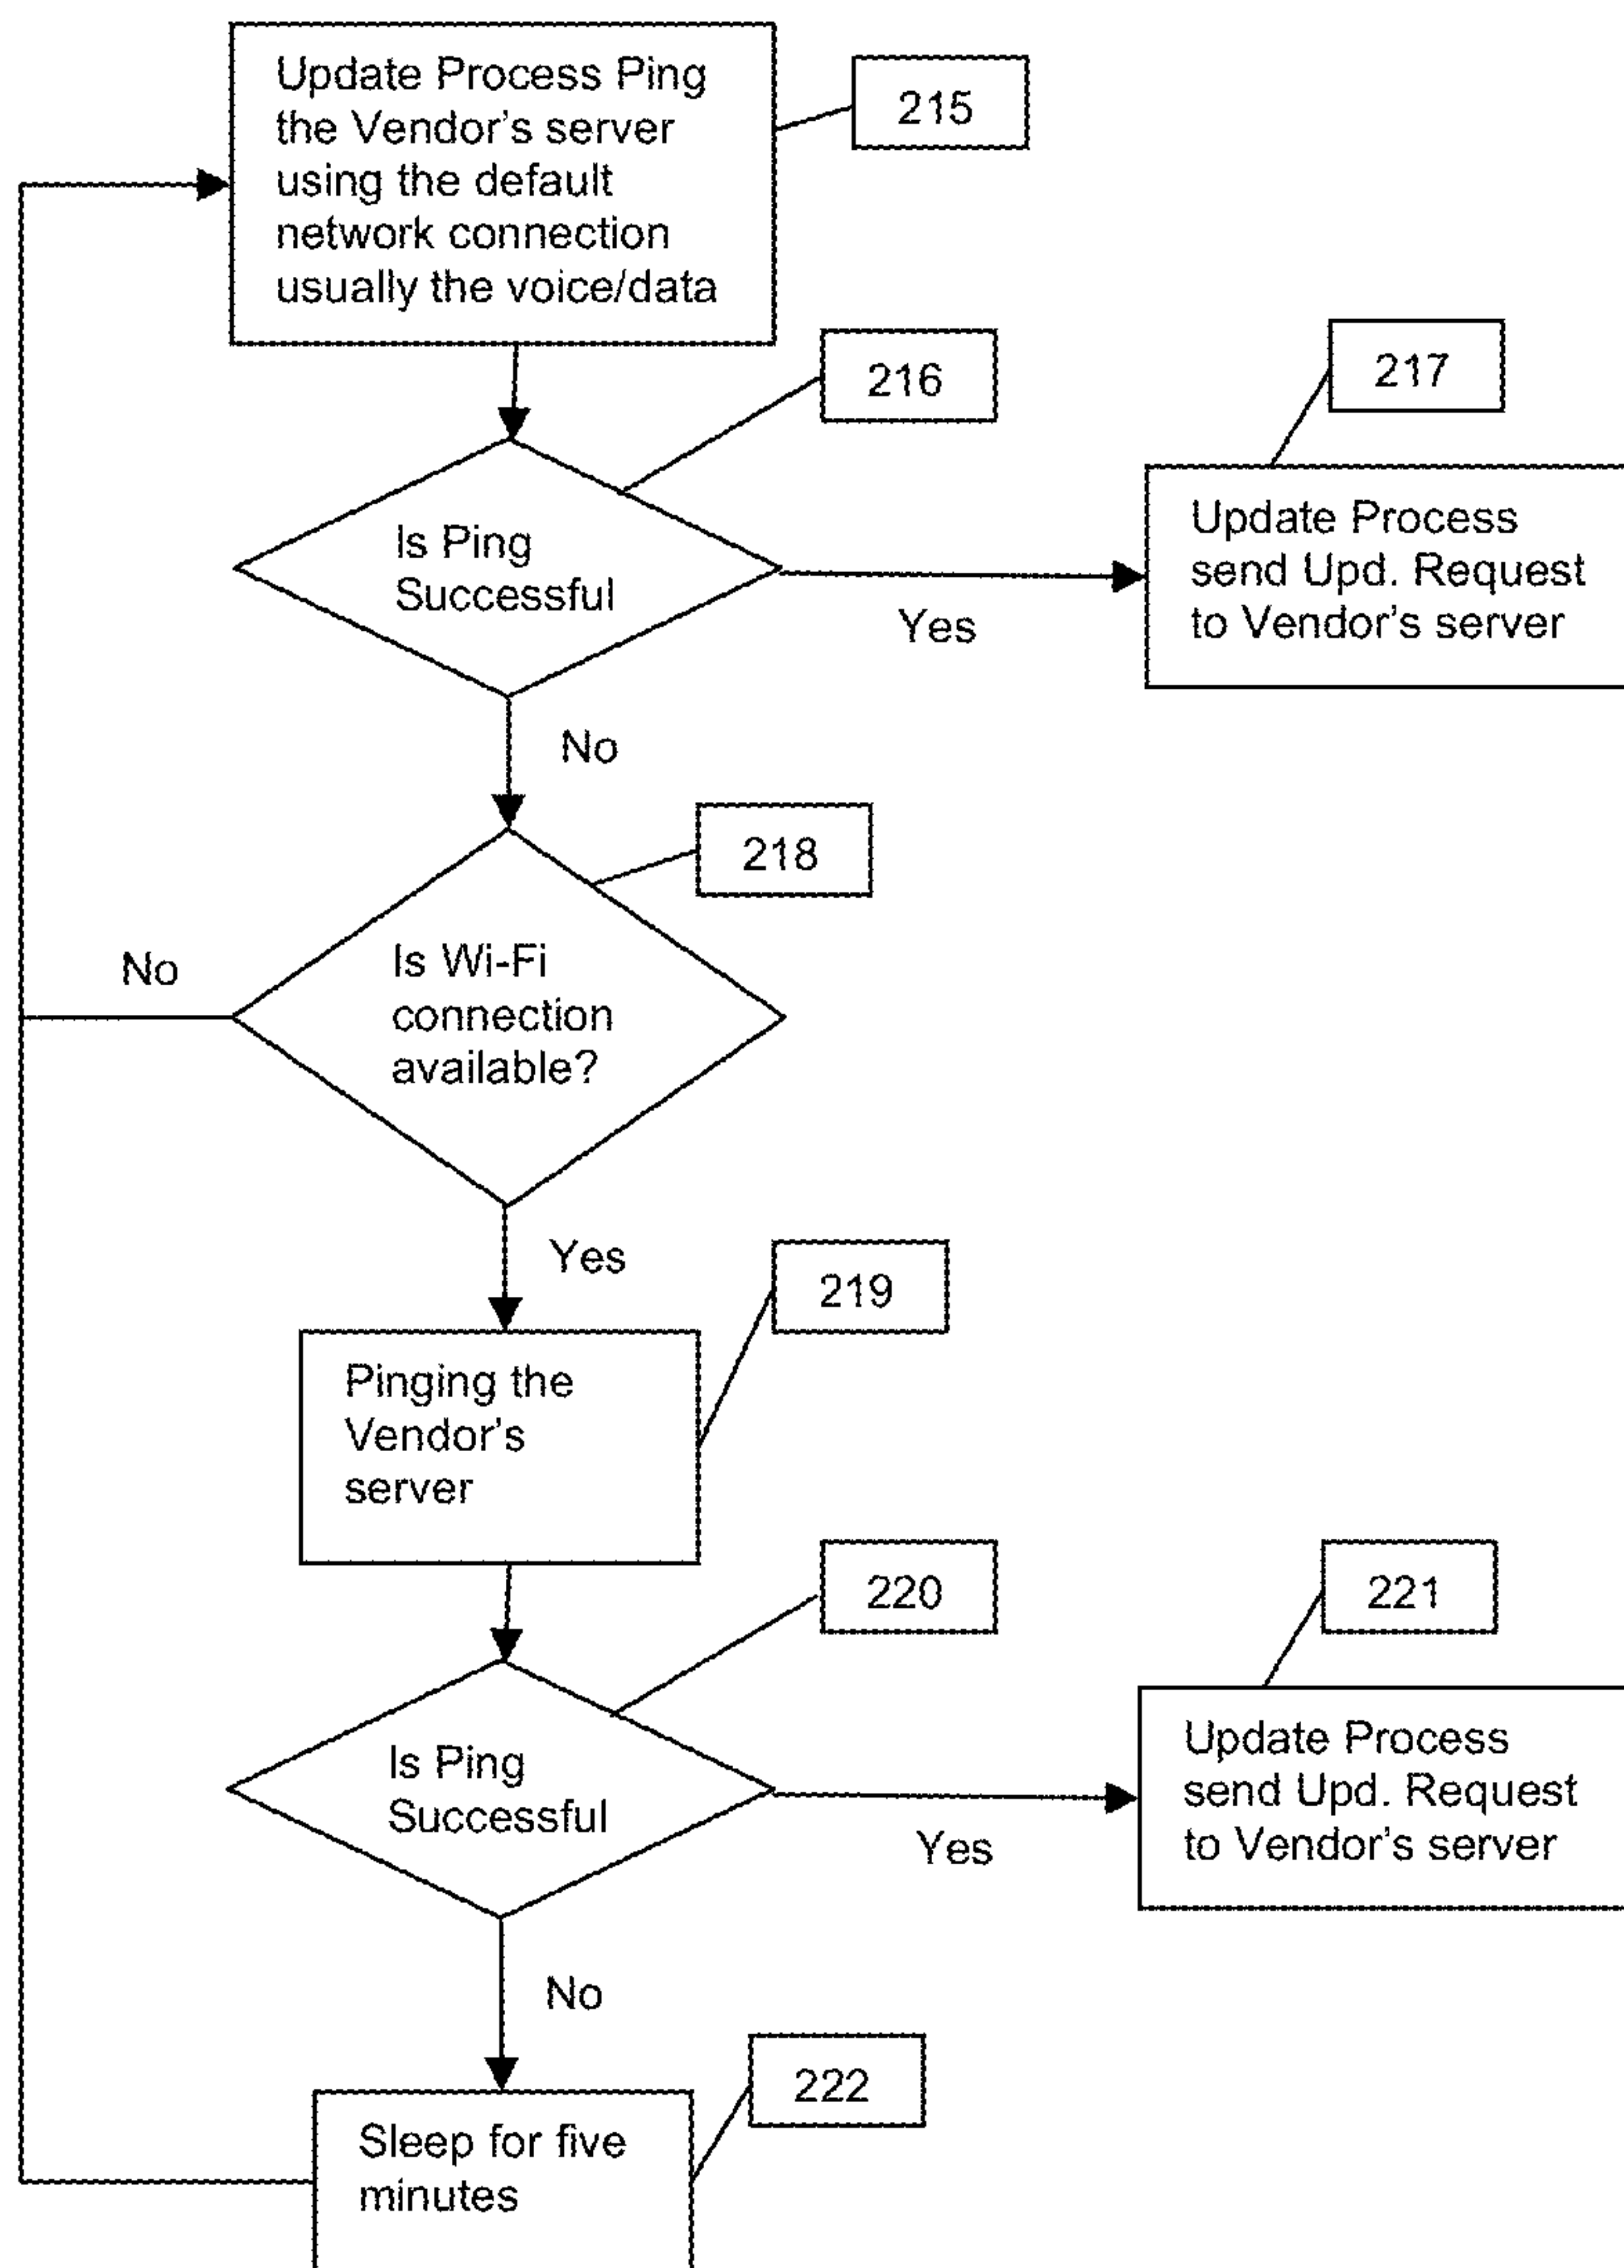 Update Process Ping
the Vendor's server
using the default
network connection
usually the voice/data
215
216
217
Is Ping
Successful
Yes
Update Process
send Upd. Request
to Vendor's server
No
218
No
Is Wi-Fi
connection
available?
Yes
219
Pinging the
Vendor's
server
220
221
Is Ping
Successful
Yes
Update Process
send Upd. Request
to Vendor's server
No
222
Sleep for five
minutes